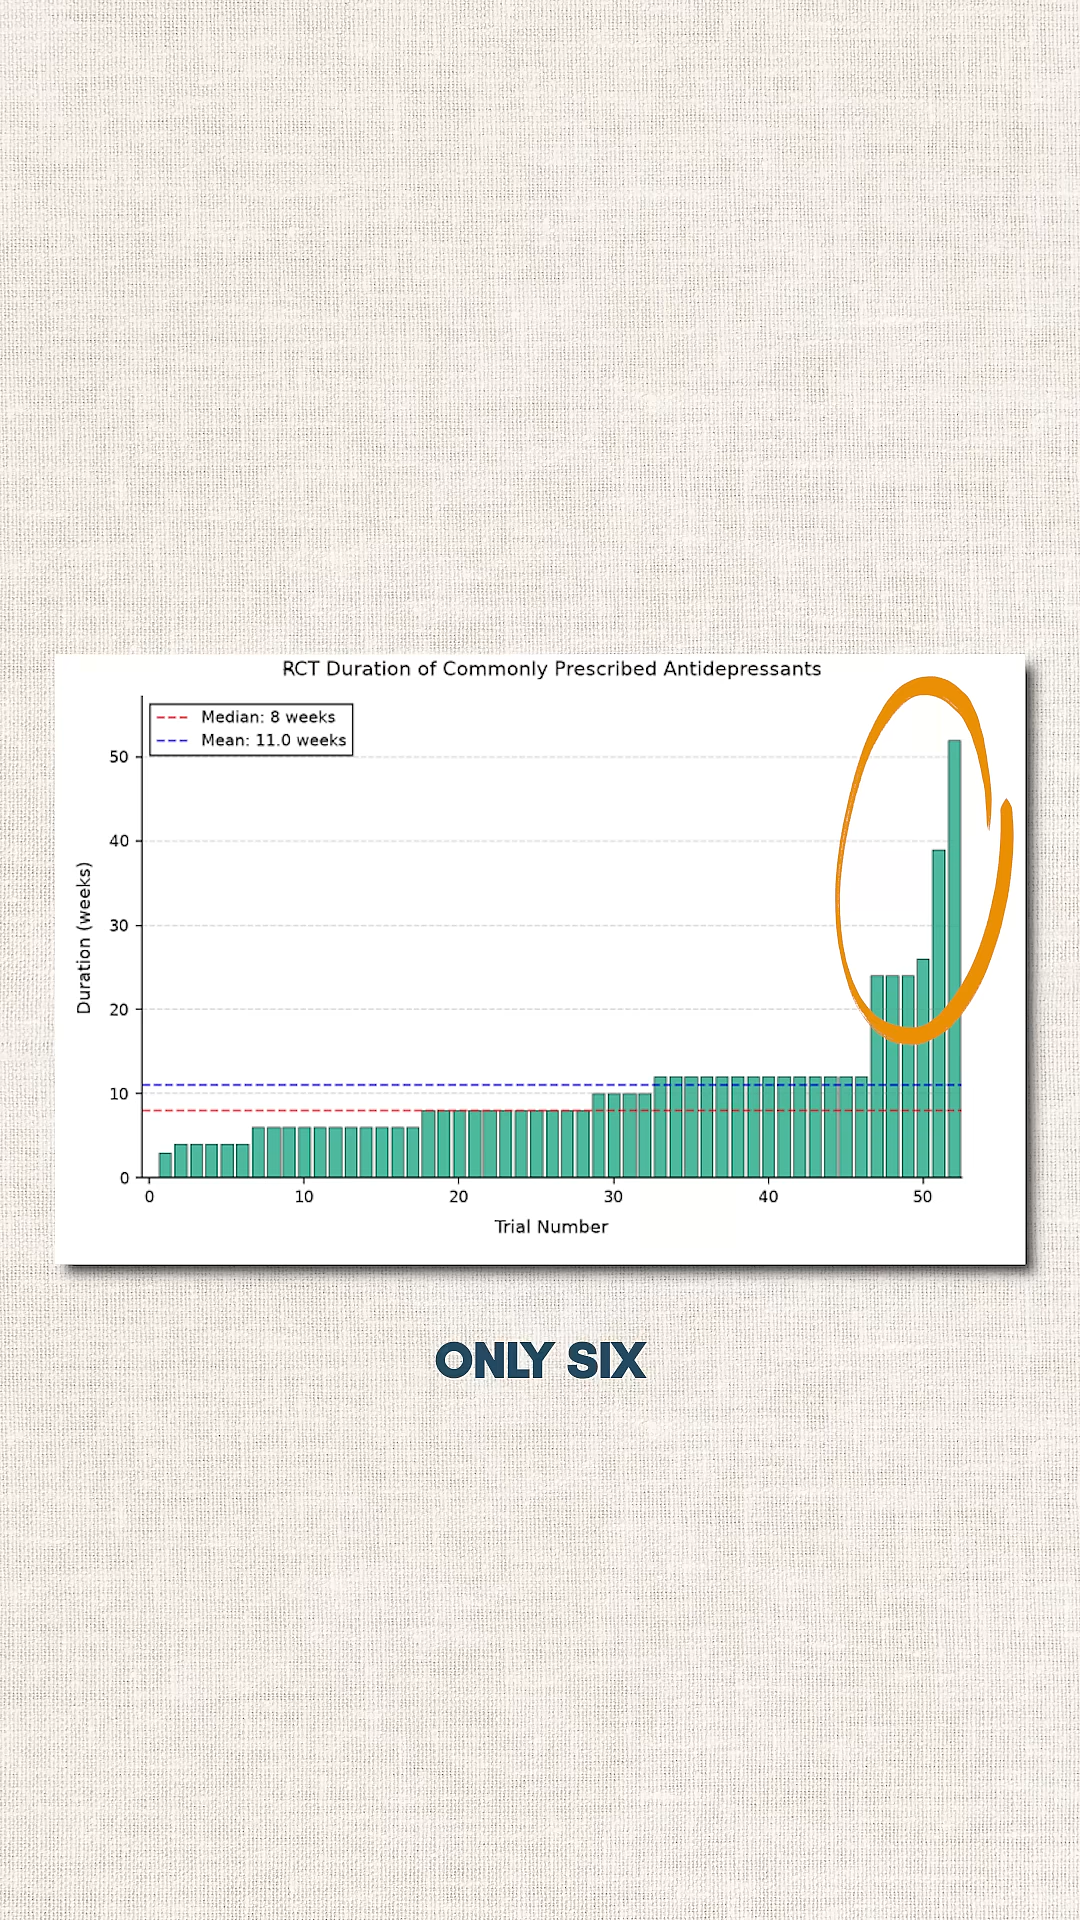 RCT Duration of Commonly Prescribed Antidepressants
Median: 8 weeks
Mean: 11.0 weeks
Duration (weeks)
50
40
30
20
10
0
0 10 20 30 40 50
Trial Number
ONLY SIX